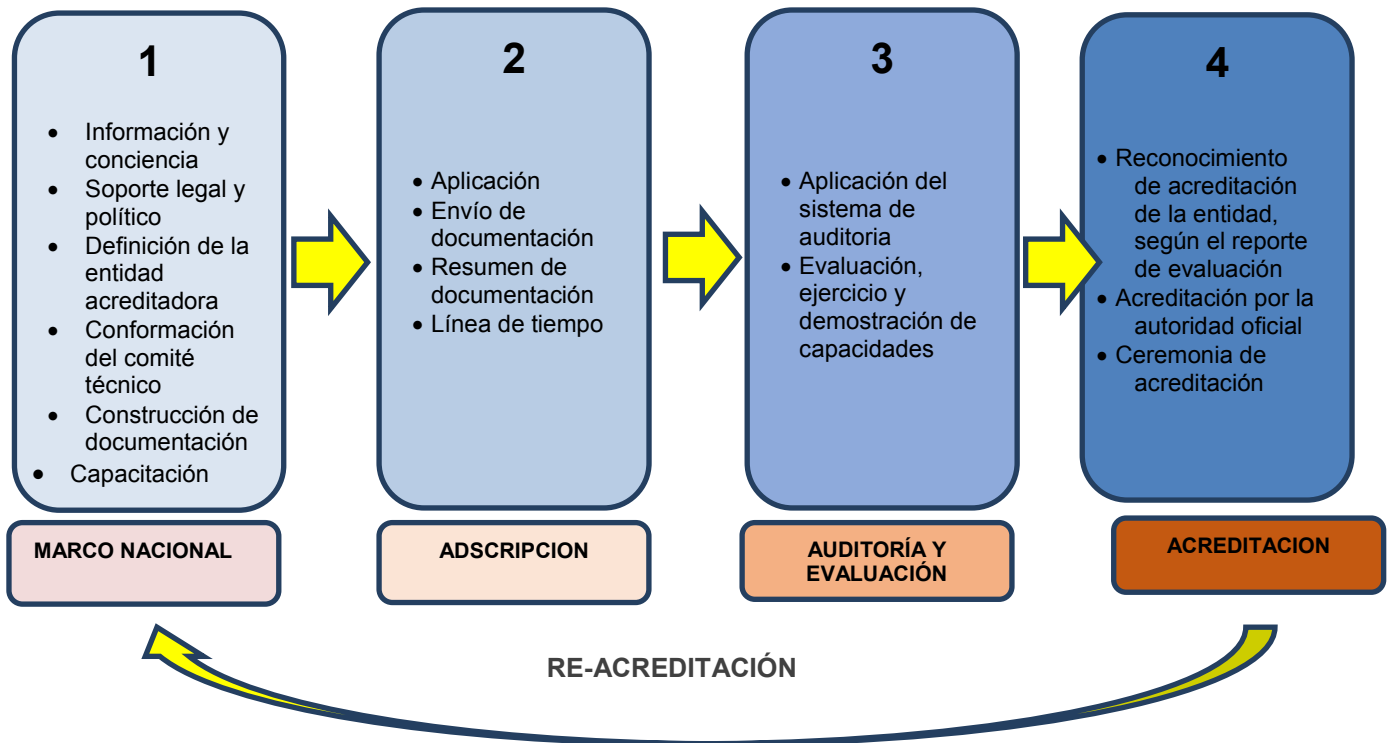 1
• Información y
conciencia
• Soporte legal y
político
• Definición de la
entidad
acreditadora
• Conformación
del comité
técnico
• Construcción de
documentación
• Capacitación
MARCO NACIONAL
2
• Aplicación
• Envío de
documentación
• Resumen de
documentación
• Línea de tiempo
ADSCRIPCION
3
• Aplicación del
sistema de
auditoria
• Evaluación,
ejercicio y
demostración de
capacidades
AUDITORÍA Y
EVALUACIÓN
4
• Reconocimiento
de acreditación
de la entidad,
según el reporte
de evaluación
• Acreditación por la
autoridad oficial
• Ceremonia de
acreditación
ACREDITACION
RE-ACREDITACIÓN